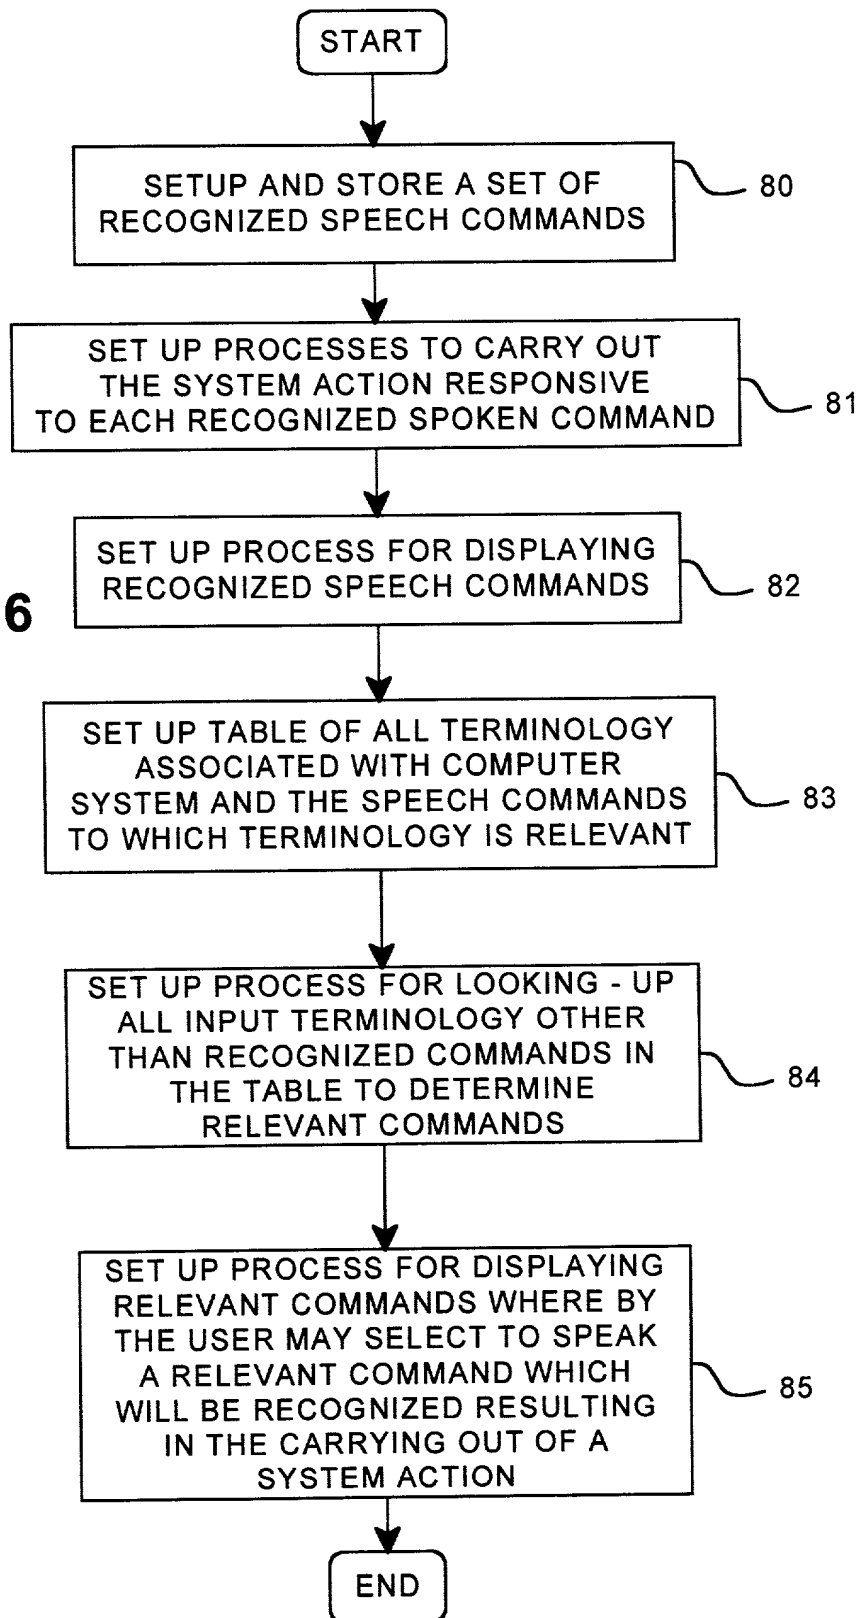 START
SETUP AND STORE A SET OF
RECOGNIZED SPEECH COMMANDS
80
SET UP PROCESSES TO CARRY OUT
THE SYSTEM ACTION RESPONSIVE
TO EACH RECOGNIZED SPOKEN COMMAND
81
SET UP PROCESS FOR DISPLAYING
RECOGNIZED SPEECH COMMANDS
82
6
SET UP TABLE OF ALL TERMINOLOGY
ASSOCIATED WITH COMPUTER
SYSTEM AND THE SPEECH COMMANDS
TO WHICH TERMINOLOGY IS RELEVANT
83
SET UP PROCESS FOR LOOKING - UP
ALL INPUT TERMINOLOGY OTHER
THAN RECOGNIZED COMMANDS IN
THE TABLE TO DETERMINE
RELEVANT COMMANDS
84
SET UP PROCESS FOR DISPLAYING
RELEVANT COMMANDS WHERE BY
THE USER MAY SELECT TO SPEAK
A RELEVANT COMMAND WHICH
WILL BE RECOGNIZED RESULTING
IN THE CARRYING OUT OF A
SYSTEM ACTION
85
END